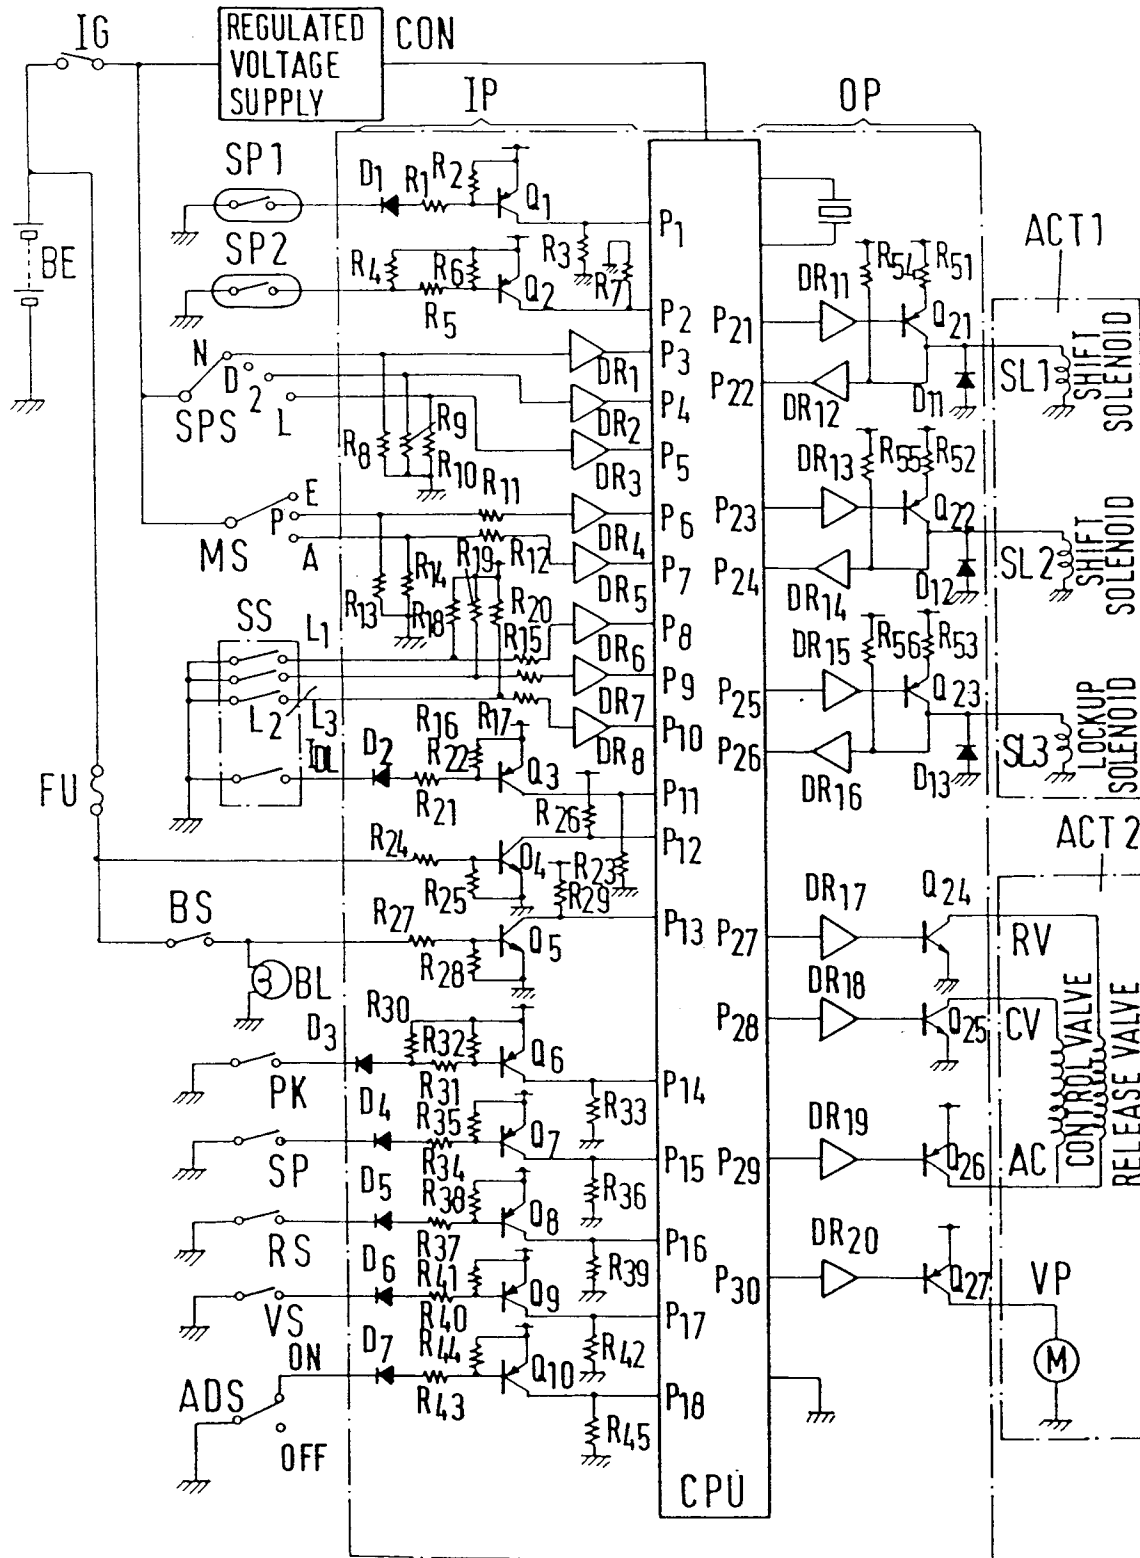 IG
REGULATED
VOLTAGE
SUPPLY
CON
IP
OP
SP1
D1
R1
R2
Q1
P1
SP2
R4
R6
R5
Q2
R3
R7
P2
BE
N
D
2
L
SPS
R8
R9
R10
DR1
P3
DR2
P4
DR3
P5
E
P
A
MS
R11
R12
R13
R14
DR4
P6
DR5
P7
SS
L1
L2
L3
IDL
R18
R19
R20
R15
R16
R17
DR6
P8
DR7
P9
DR8
P10
FU
D2
R22
R21
Q3
R26
P11
R24
R25
Q4
R23
R29
P12
BS
BL
R27
R28
Q5
P13
PK
D3
R30
R32
R31
Q6
R33
P14
SP
D4
R35
R34
Q7
R36
P15
RS
D5
R38
R37
Q8
R39
P16
VS
D6
R41
R40
Q9
R42
P17
ADS
ON
OFF
D7
R44
R43
Q10
R45
P18
CPU
ACT1
P21
DR11
R54
R51
Q21
P22
DR12
D11
SL1
SHIFT
SOLENOID
P23
DR13
R55
R52
Q22
P24
DR14
D12
SL2
SHIFT
SOLENOID
P25
DR15
R56
R53
Q23
P26
DR16
D13
SL3
LOCKUP
SOLENOID
ACT2
P27
DR17
Q24
RV
P28
DR18
Q25
CV
CONTROL VALVE
RELEASE VALVE
P29
DR19
Q26
AC
P30
DR20
Q27
VP
M